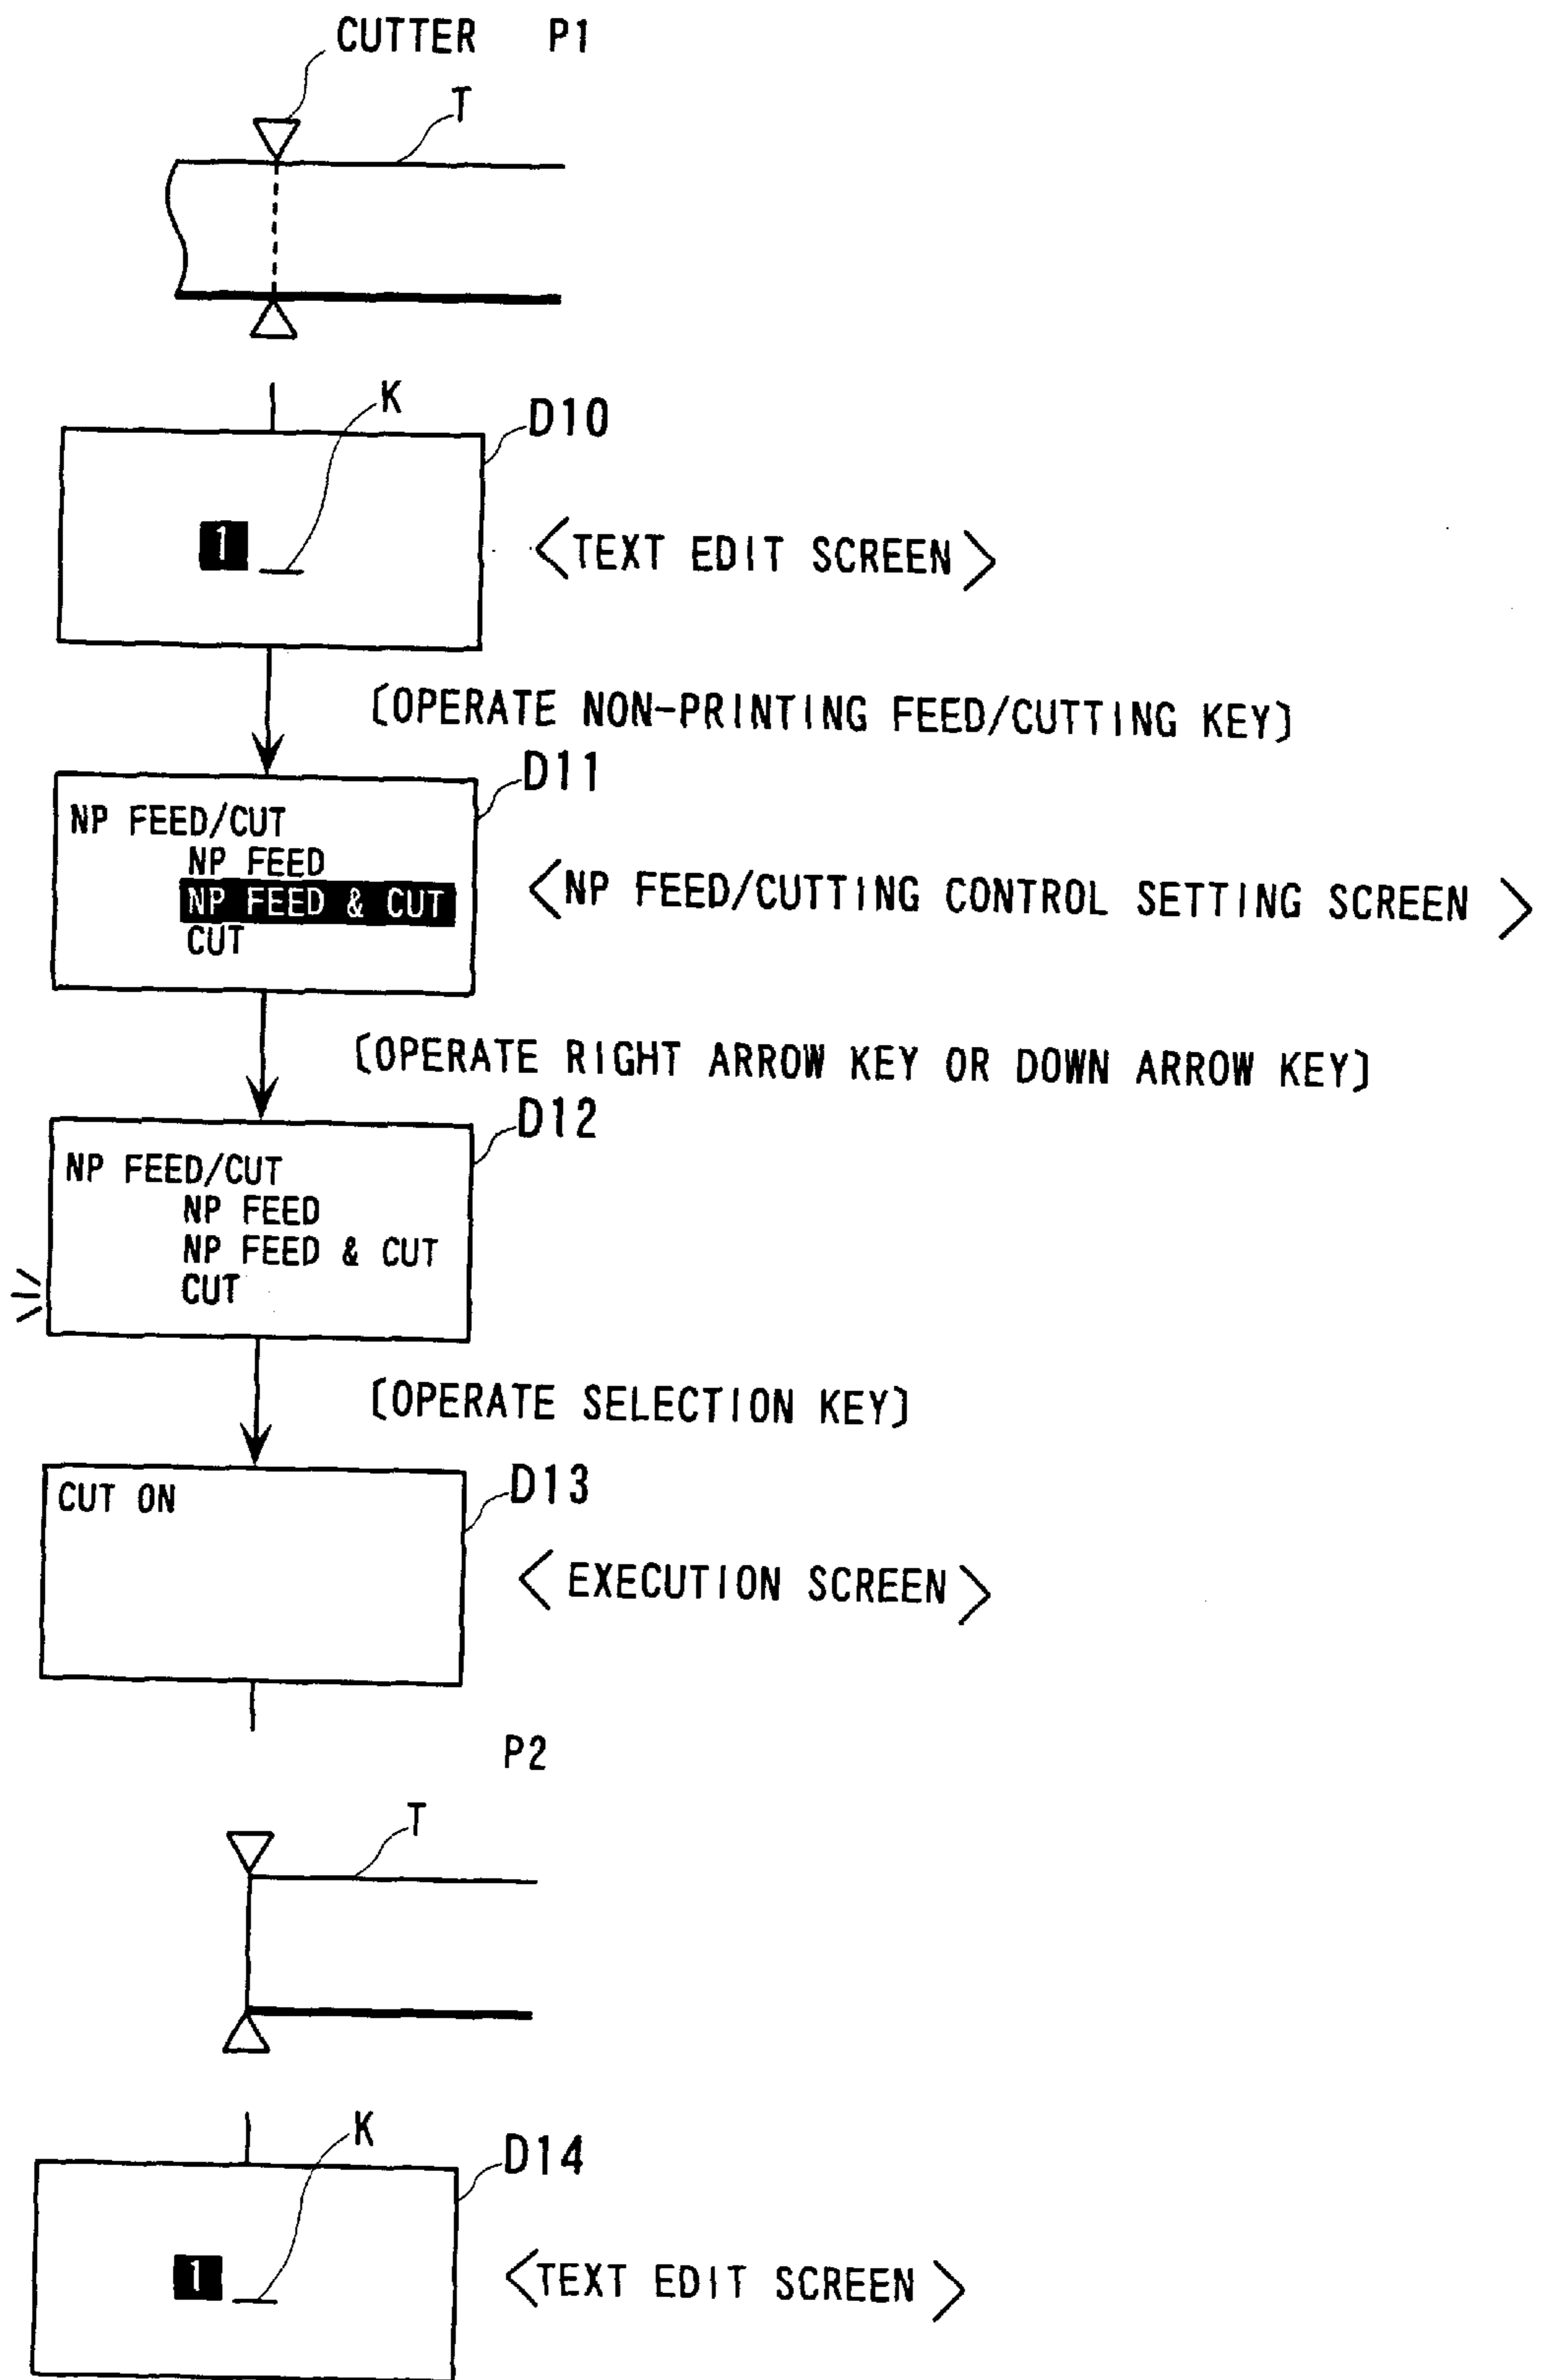 CUTTER P1
T
K
D10
1
<TEXT EDIT SCREEN>
[OPERATE NON-PRINTING FEED/CUTTING KEY]
D11
NP FEED/CUT
NP FEED
NP FEED & CUT
CUT
<NP FEED/CUTTING CONTROL SETTING SCREEN >
[OPERATE RIGHT ARROW KEY OR DOWN ARROW KEY]
D12
NP FEED/CUT
NP FEED
NP FEED & CUT
CUT
[OPERATE SELECTION KEY]
D13
CUT ON
< EXECUTION SCREEN >
P2
T
K
D14
1
<TEXT EDIT SCREEN >